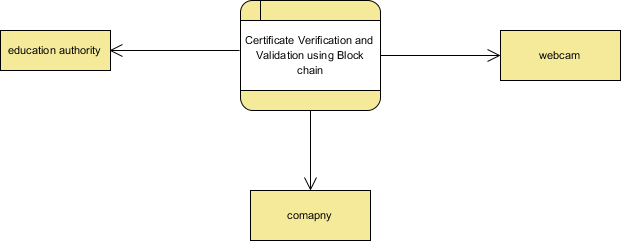 education authority
Certificate Verification and
Validation using Block
chain
webcam
comapny